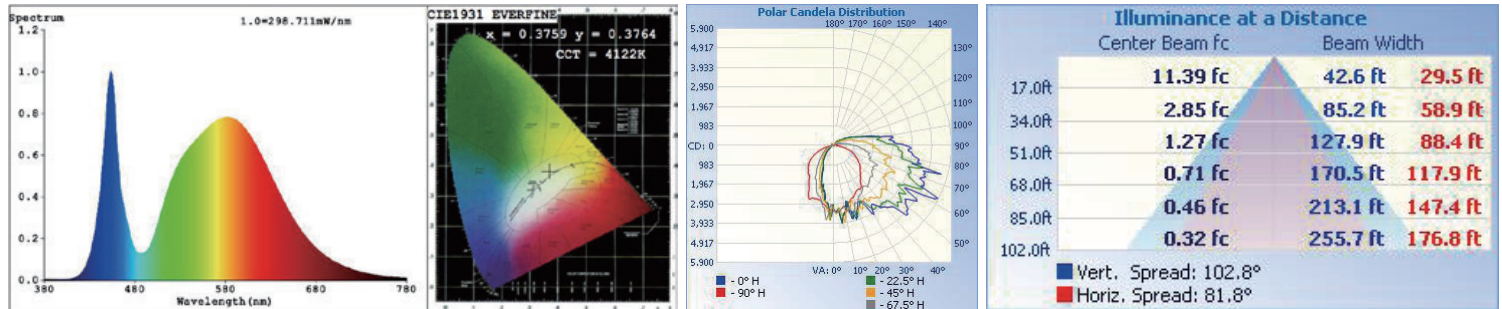 Spectrum
1.0=298.711mW/nm
1.2
1.0
0.8
0.6
0.4
0.2
0.0
380 480 580 680 780
Wavelength(nm)
CIE1931 EVERFINE
x = 0.3759 y = 0.3764
CCT = 4122K
Polar Candela Distribution
180° 170° 160° 150° 140°
5.900
4,917
3.933
2,950
1,967
983
CD: 0
983
1,967
2.950
3,933
4,917
5.900
130°
120°
110°
100°
90°
80°
70°
60°
50°
VA: 0° 10° 20° 30° 40°
- 0° H
- 90° H
- 22.5° H
- 45° H
- 67.5° H
Illuminance at a Distance
Center Beam fc Beam Width
17.0ft 11.39 fc 42.6 ft 29.5 ft
34.0ft 2.85 fc 85.2 ft 58.9 ft
51.0ft 1.27 fc 127.9 ft 88.4 ft
68.0ft 0.71 fc 170.5 ft 117.9 ft
85.0ft 0.46 fc 213.1 ft 147.4 ft
102.0ft 0.32 fc 255.7 ft 176.8 ft
Vert. Spread: 102.8°
Horiz. Spread: 81.8°